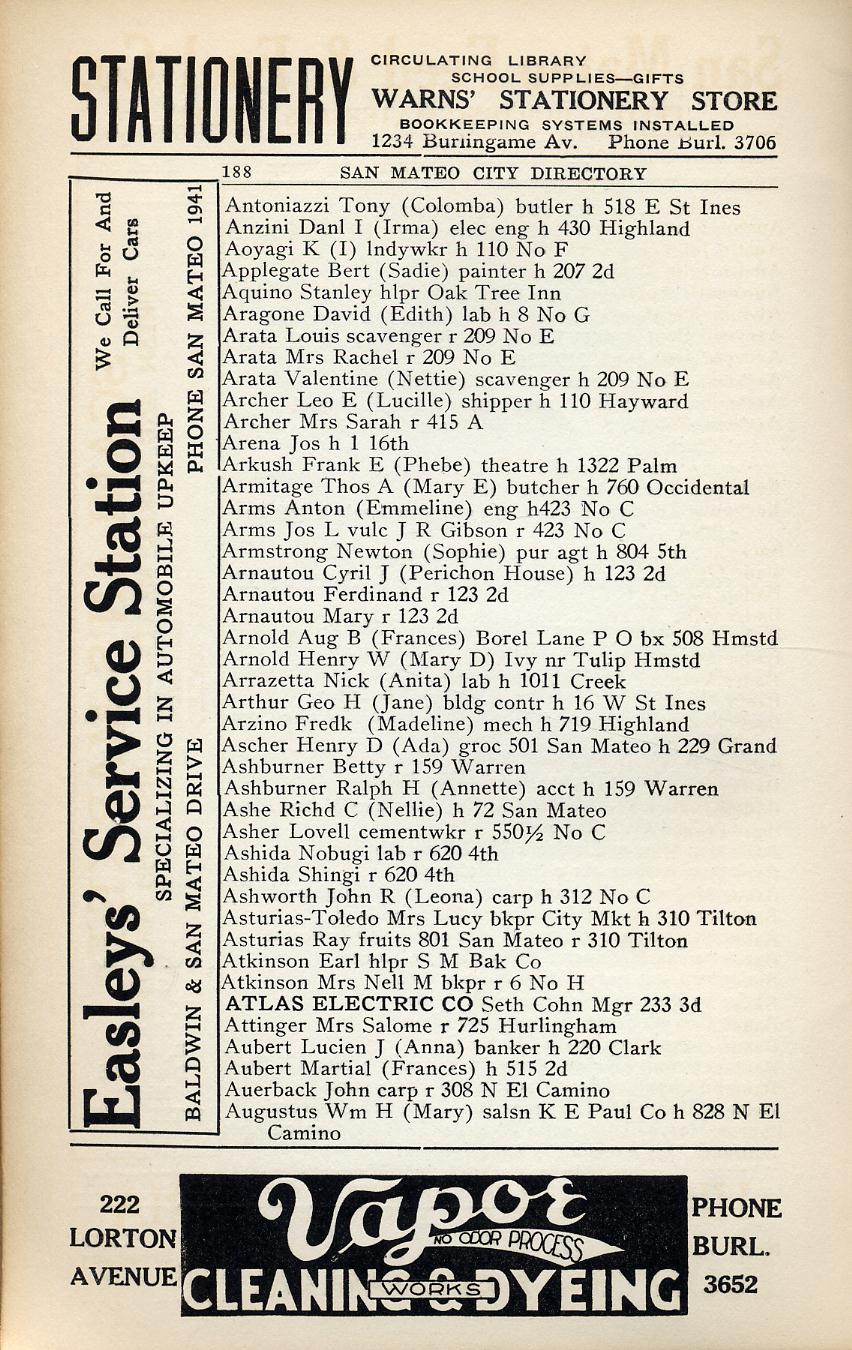 STATIONERY
CIRCULATING LIBRARY
SCHOOL SUPPLIES—GIFTS
WARNS' STATIONERY STORE
BOOKKEEPING SYSTEMS INSTALLED
1234 Burlingame Av. Phone Burl. 3706
188 SAN MATEO CITY DIRECTORY
Easleys' Service Station
We Call For And
Deliver Cars
SPECIALIZING IN AUTOMOBILE UPKEEP
BALDWIN & SAN MATEO DRIVE PHONE SAN MATEO 1941
Antoniazzi Tony (Colomba) butler h 518 E St Ines
Anzini Danl I (Irma) elec eng h 430 Highland
Aoyagi K (I) lndywkr h 110 No F
Applegate Bert (Sadie) painter h 207 2d
Aquino Stanley hlpr Oak Tree Inn
Aragone David (Edith) lab h 8 No G
Arata Louis scavenger r 209 No E
Arata Mrs Rachel r 209 No E
Arata Valentine (Nettie) scavenger h 209 No E
Archer Leo E (Lucille) shipper h 110 Hayward
Archer Mrs Sarah r 415 A
Arena Jos h 1 16th
Arkush Frank E (Phebe) theatre h 1322 Palm
Armitage Thos A (Mary E) butcher h 760 Occidental
Arms Anton (Emmeline) eng h423 No C
Arms Jos L vulc J R Gibson r 423 No C
Armstrong Newton (Sophie) pur agt h 804 5th
Arnautou Cyril J (Perichon House) h 123 2d
Arnautou Ferdinand r 123 2d
Arnautou Mary r 123 2d
Arnold Aug B (Frances) Borel Lane P O bx 508 Hmstd
Arnold Henry W (Mary D) Ivy nr Tulip Hmstd
Arrazetta Nick (Anita) lab h 1011 Creek
Arthur Geo H (Jane) bldg contr h 16 W St Ines
Arzino Fredk (Madeline) mech h 719 Highland
Ascher Henry D (Ada) groc 501 San Mateo h 229 Grand
Ashburner Betty r 159 Warren
Ashburner Ralph H (Annette) acct h 159 Warren
Ashe Richd C (Nellie) h 72 San Mateo
Asher Lovell cementwkr r 550½ No C
Ashida Nobugi lab r 620 4th
Ashida Shingi r 620 4th
Ashworth John R (Leona) carp h 312 No C
Asturias-Toledo Mrs Lucy bkpr City Mkt h 310 Tilton
Asturias Ray fruits 801 San Mateo r 310 Tilton
Atkinson Earl hlpr S M Bak Co
Atkinson Mrs Nell M bkpr r 6 No H
ATLAS ELECTRIC CO Seth Cohn Mgr 233 3d
Attinger Mrs Salome r 725 Hurlingham
Aubert Lucien J (Anna) banker h 220 Clark
Aubert Martial (Frances) h 515 2d
Auerback John carp r 308 N El Camino
Augustus Wm H (Mary) salsn K E Paul Co h 828 N El
Camino
222
LORTON
AVENUE
Vapor
NO ODOR PROCESS
CLEANING & DYEING
WORKS
PHONE
BURL.
3652